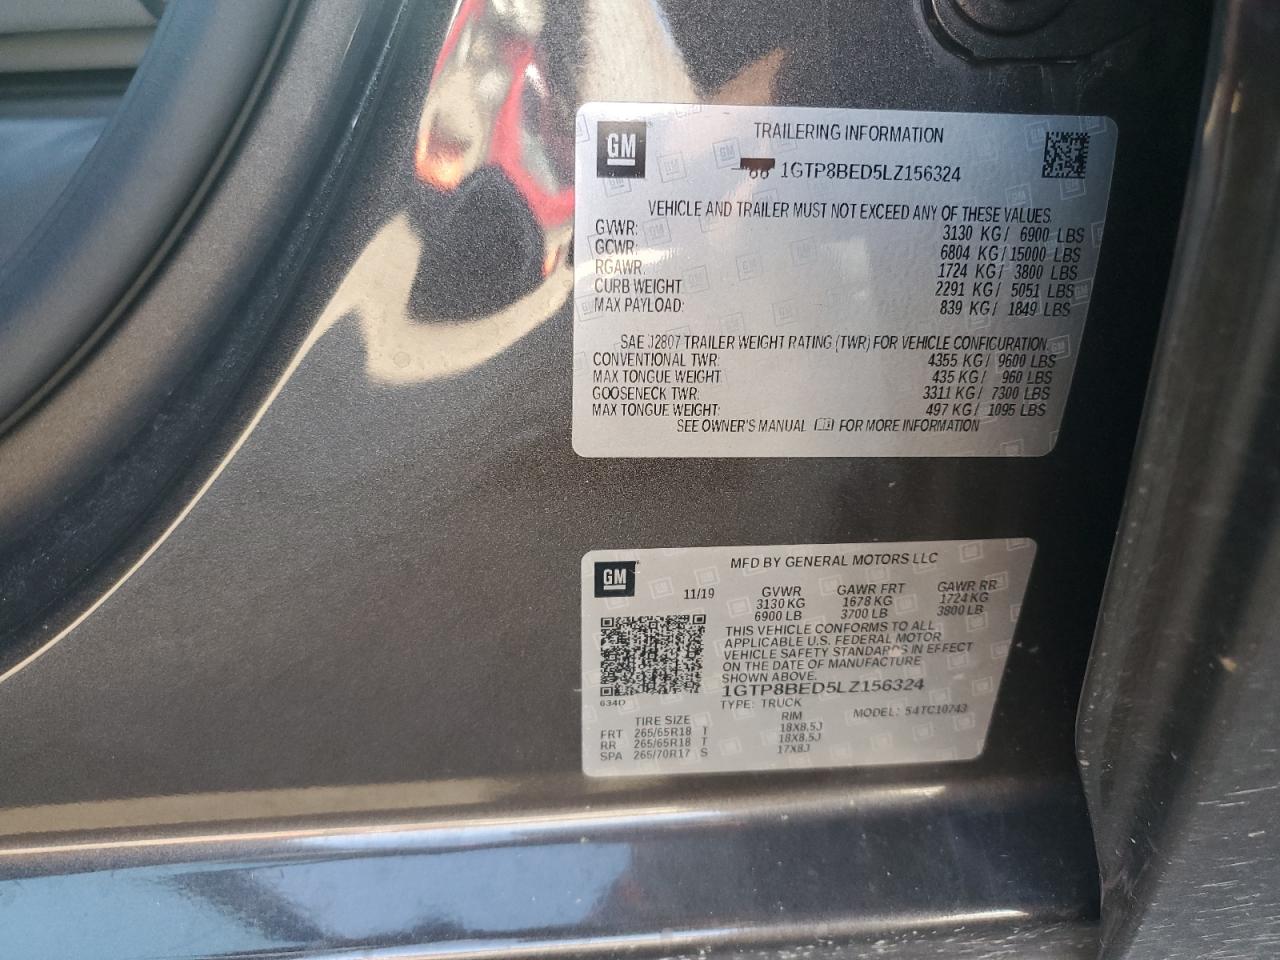 GM
TRAILERING INFORMATION
1GTP8BED5LZ156324
VEHICLE AND TRAILER MUST NOT EXCEED ANY OF THESE VALUES.
GVWR: 3130 KG/ 6900 LBS
GCWR: 6804 KG/ 15000 LBS
RGAWR: 1724 KG/ 3800 LBS
CURB WEIGHT 2291 KG/ 5051 LBS
MAX PAYLOAD: 839 KG/ 1849 LBS
SAE J2807 TRAILER WEIGHT RATING (TWR) FOR VEHICLE CONFIGURATION.
CONVENTIONAL TWR: 4355 KG/ 9600 LBS
MAX TONGUE WEIGHT 435 KG/ 960 LBS
GOOSENECK TWR: 3311 KG/ 7300 LBS
MAX TONGUE WEIGHT: 497 KG/ 1095 LBS
SEE OWNER'S MANUAL FOR MORE INFORMATION
GM
MFD BY GENERAL MOTORS LLC
11/19 GVWR GAWR FRT GAWR RR
3130 KG 1678 KG 1724 KG
6900 LB 3700 LB 3800 LB
THIS VEHICLE CONFORMS TO ALL
APPLICABLE U.S. FEDERAL MOTOR
VEHICLE SAFETY STANDARDS IN EFFECT
ON THE DATE OF MANUFACTURE
SHOWN ABOVE.
1GTP8BED5LZ156324
634D
TYPE: TRUCK
TIRE SIZE RIM MODEL: 54TC10743
FRT 265/65R18 T 18X8.5J
RR 265/65R18 T 18X8.5J
SPA 265/70R17 S 17X8J